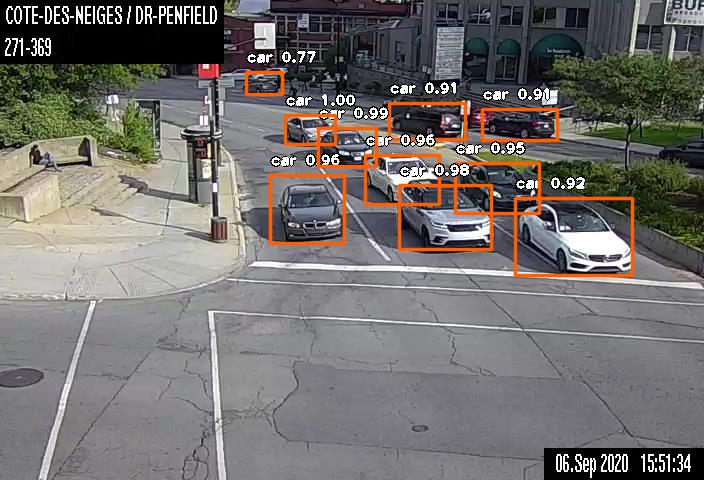 COTE-DES-NEIGES / DR-PENFIELD
271-369
BUR
car 0.77
car 1.00
car 0.99
car 0.91
car 0.91
car 0.96
car 0.95
car 0.96
car 0.98
car 0.92
06.Sep 2020 15:51:34